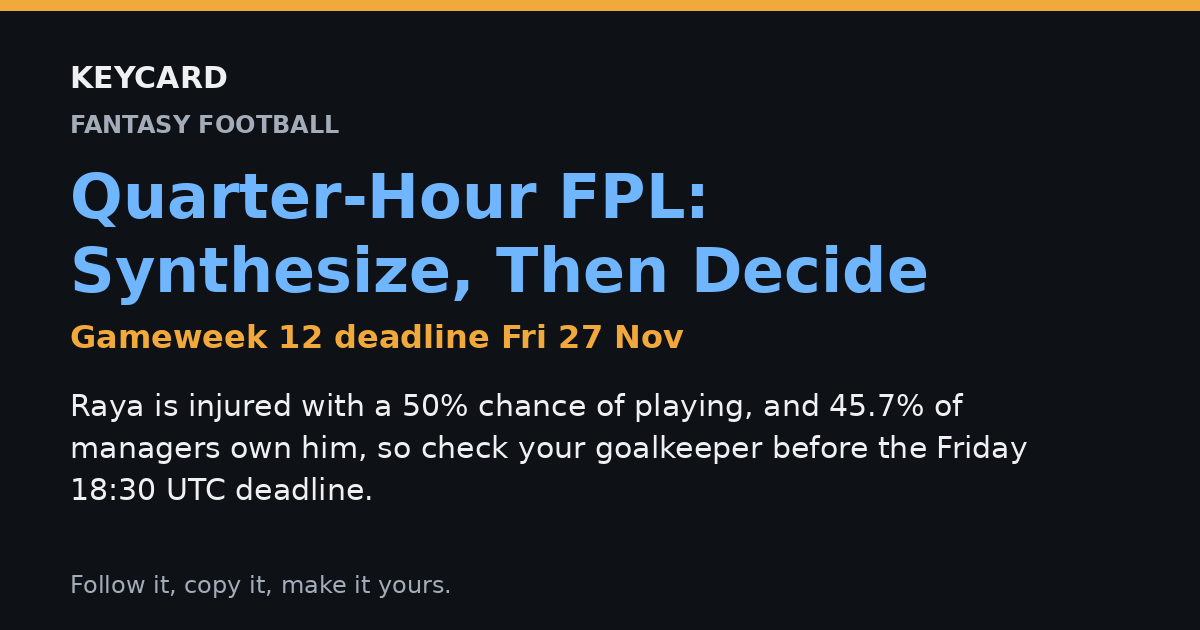 KEYCARD
FANTASY FOOTBALL
Quarter-Hour FPL:
Synthesize, Then Decide
Gameweek 12 deadline Fri 27 Nov
Raya is injured with a 50% chance of playing, and 45.7% of
managers own him, so check your goalkeeper before the Friday
18:30 UTC deadline.
Follow it, copy it, make it yours.